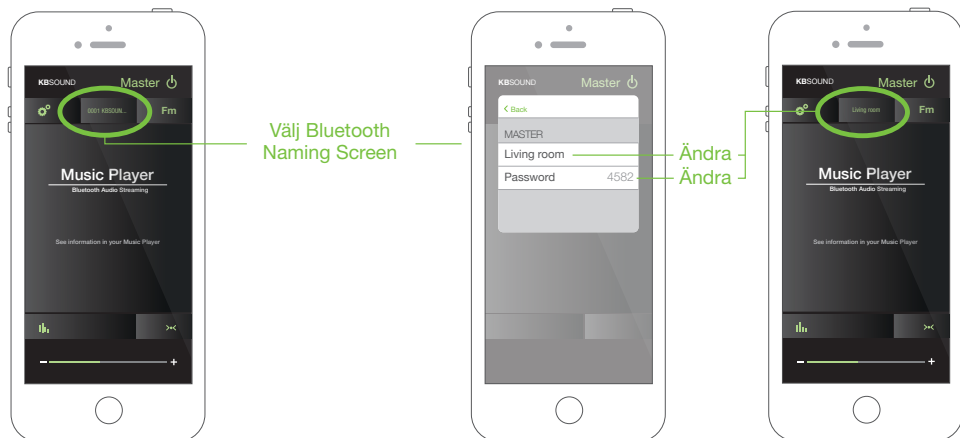 KBSOUND Master
0001 KBSOUN...
Fm
Music Player
Bluetooth Audio Streaming
See information in your Music Player
- +
Välj Bluetooth
Naming Screen
KBSOUND Master
< Back
MASTER
Living room
Password 4582
Ändra
Ändra
KBSOUND Master
Living room
Fm
Music Player
Bluetooth Audio Streaming
See information in your Music Player
- +